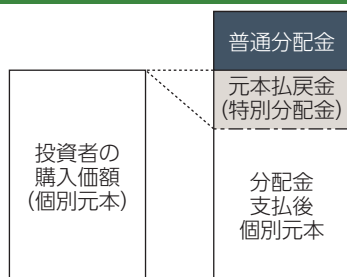 普通分配金
元本払戻金
(特別分配金)
投資者の
購入価額
(個別元本)
分配金
支払後
個別元本